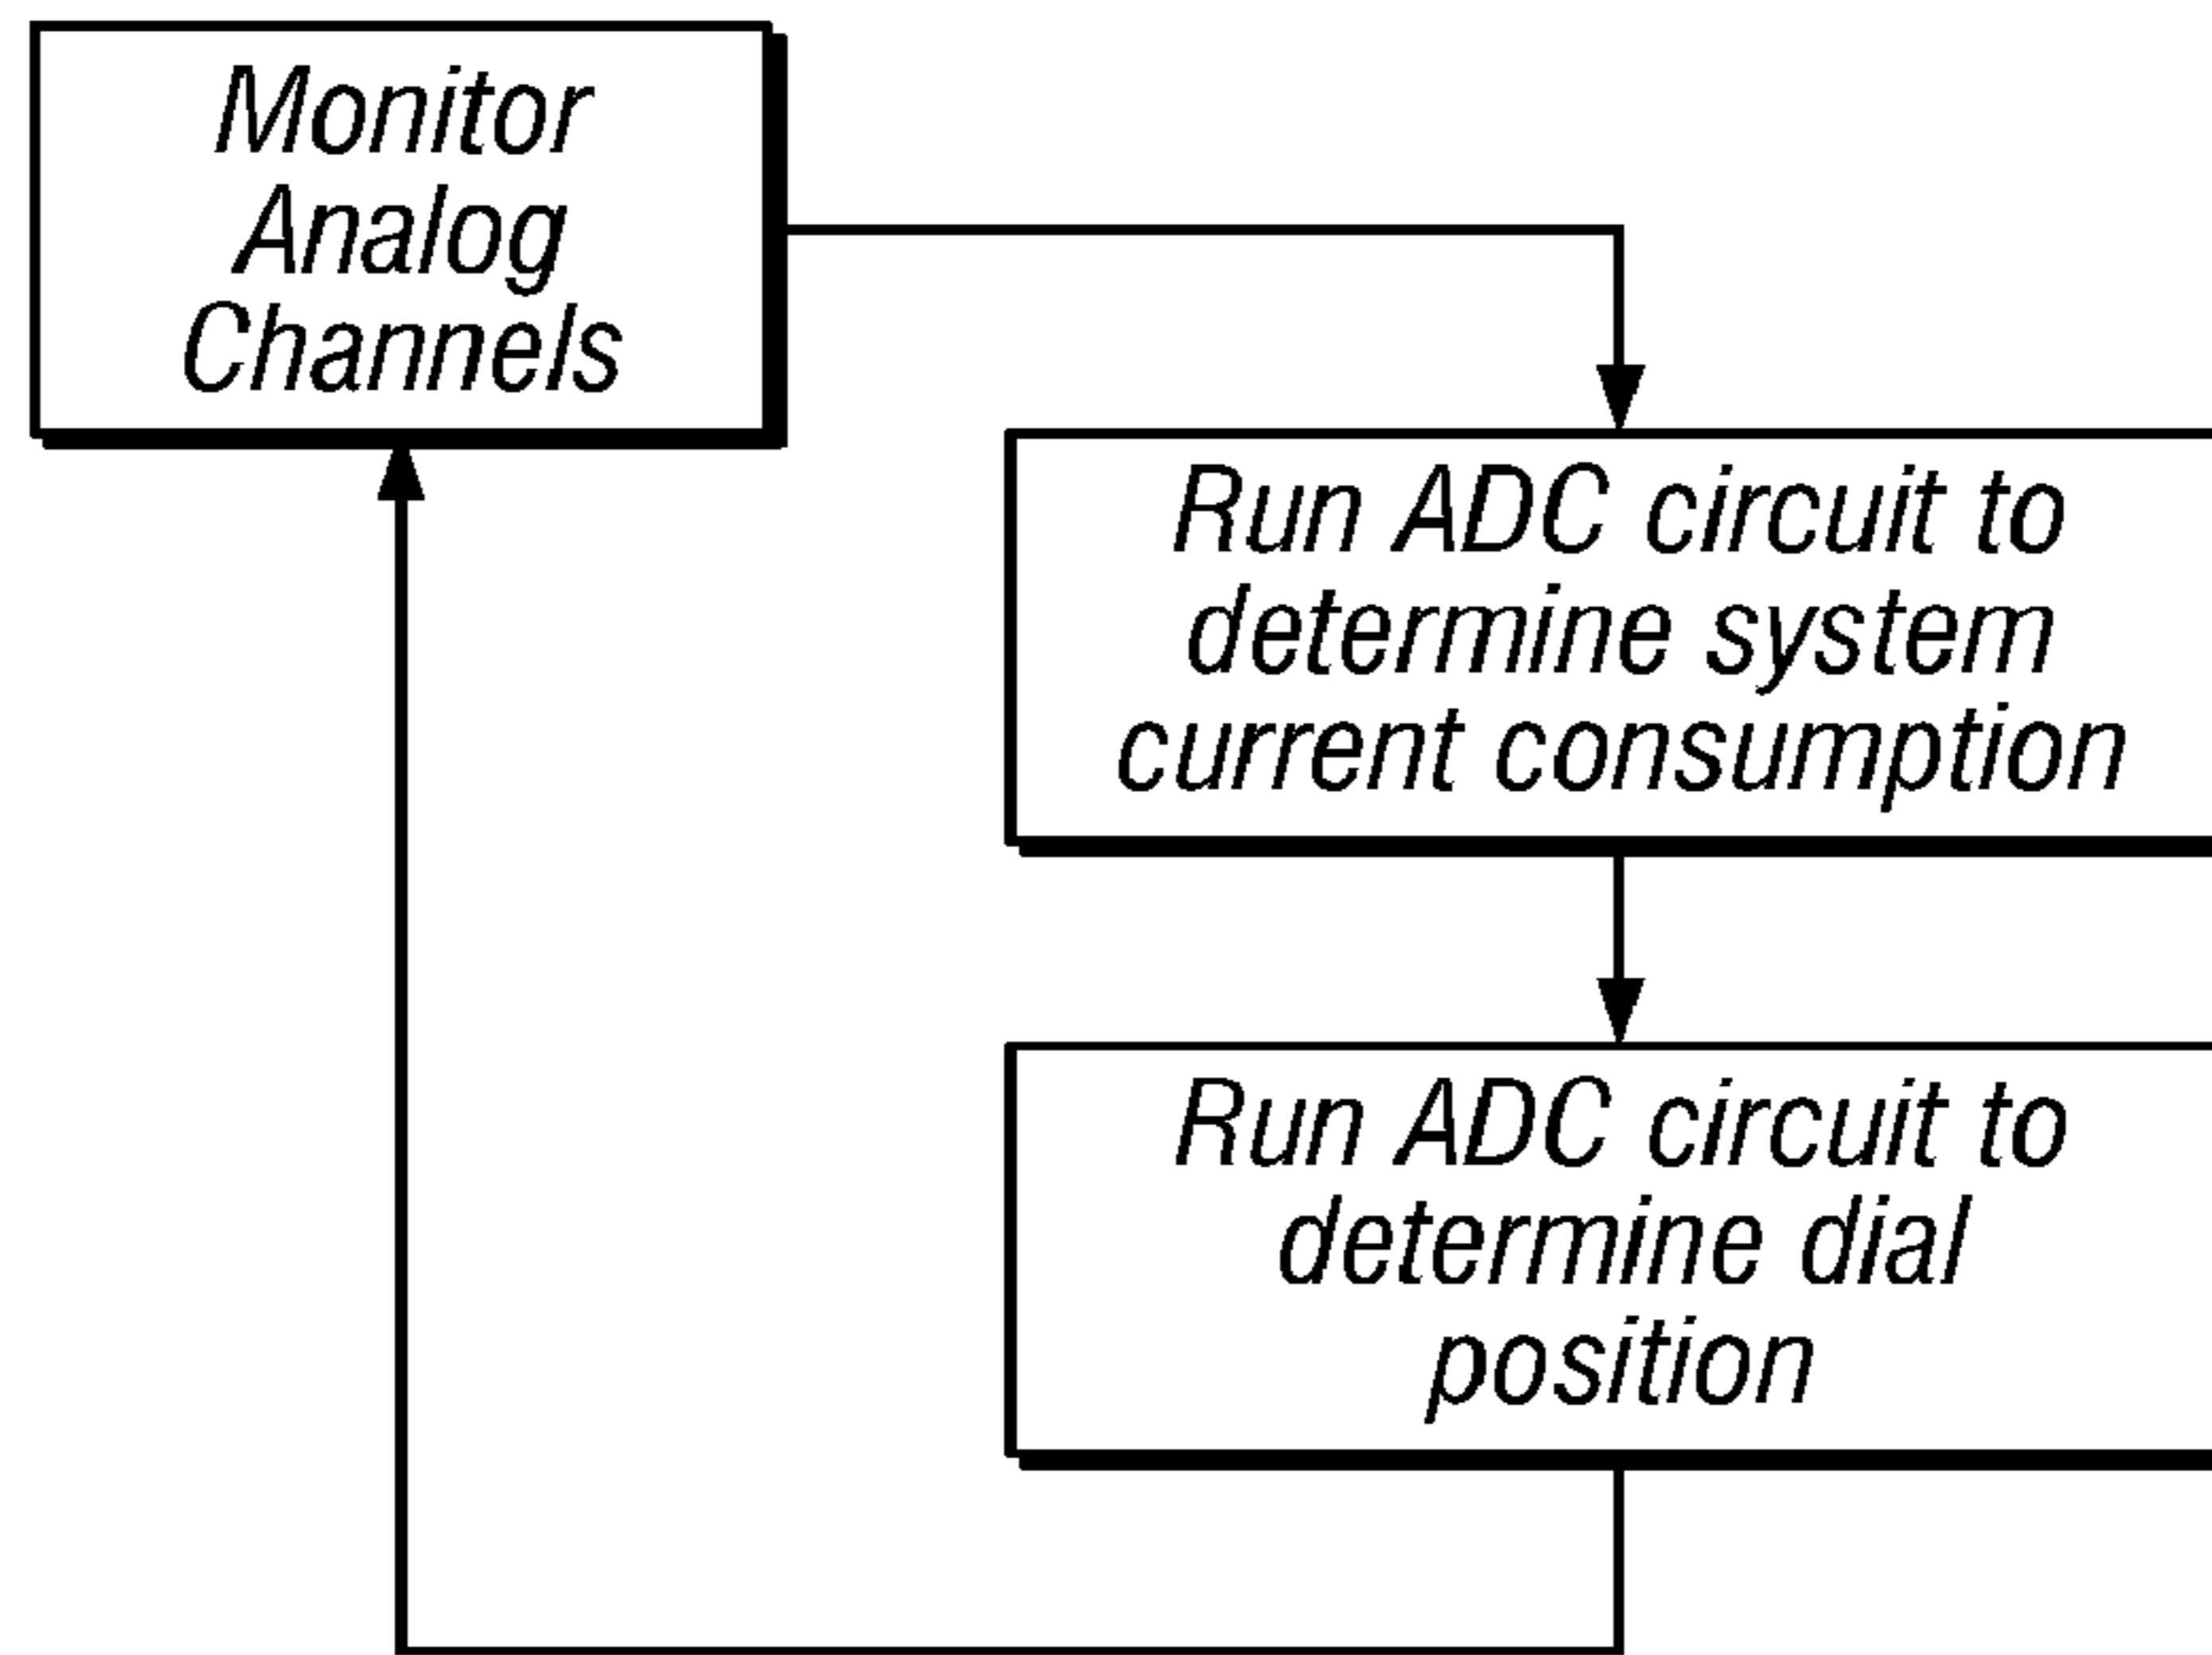 Monitor
Analog
Channels
Run ADC circuit to
determine system
current consumption
Run ADC circuit to
determine dial
position